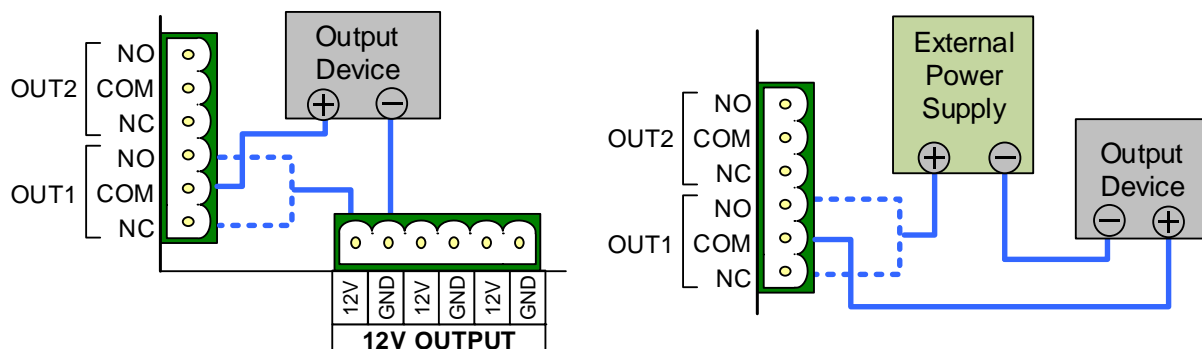 Output
Device
NO
OUT2 COM
NC
NO
OUT1 COM
NC
12V GND 12V GND 12V GND
12V OUTPUT
External
Power
Supply
NO
OUT2 COM
NC
Output
Device
NO
OUT1 COM
NC